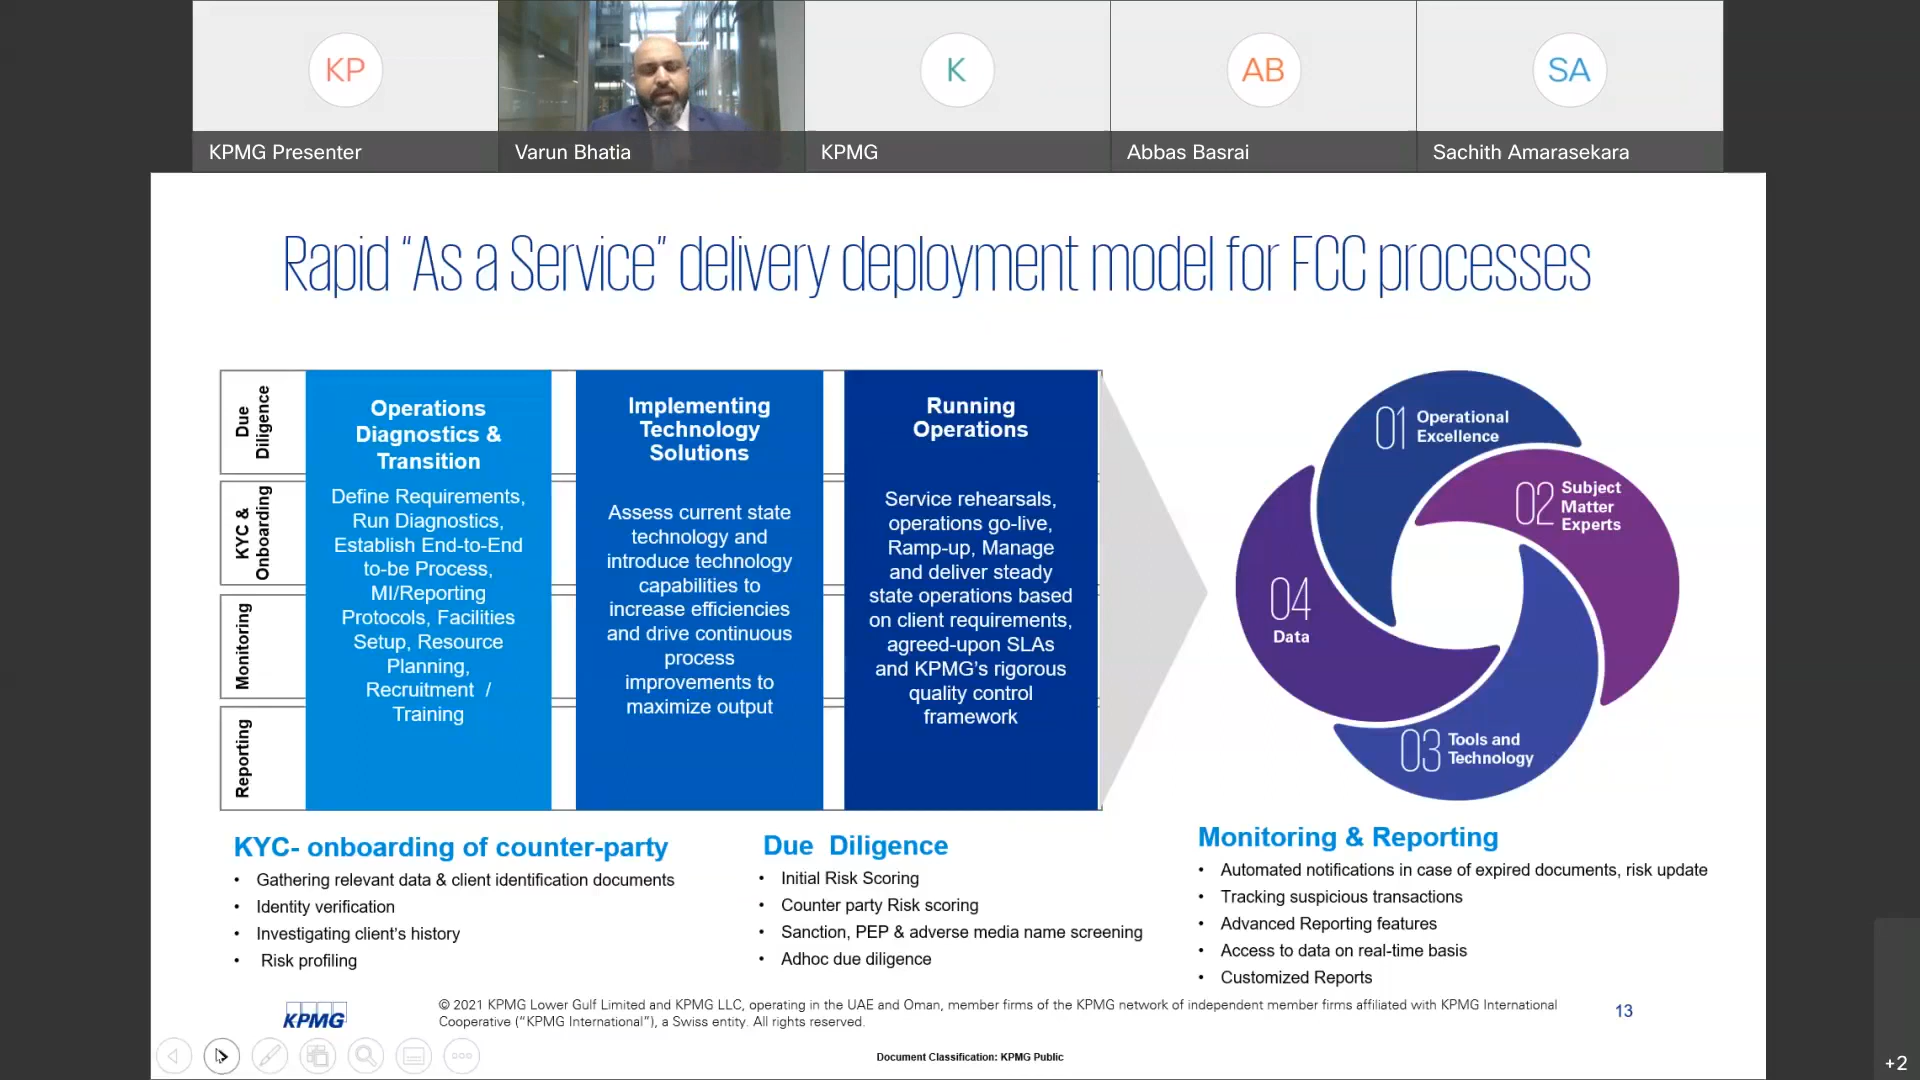 KP
K
AB
SA
KPMG Presenter
Varun Bhatia
KPMG
Abbas Basrai
Sachith Amarasekara
Rapid “As a Service” delivery deployment model for FCC processes
Due
Diligence
KYC &
Onboarding
Monitoring
Reporting
Operations
Diagnostics &
Transition
Define Requirements,
Run Diagnostics,
Establish End-to-End
to-be Process,
MI/Reporting
Protocols, Facilities
Setup, Resource
Planning,
Recruitment /
Training
Implementing
Technology
Solutions
Assess current state
technology and
introduce technology
capabilities to
increase efficiencies
and drive continuous
process
improvements to
maximize output
Running
Operations
Service rehearsals,
operations go-live,
Ramp-up, Manage
and deliver steady
state operations based
on client requirements,
agreed-upon SLAs
and KPMG’s rigorous
quality control
framework
01 Operational
Excellence
02 Subject
Matter
Experts
03 Tools and
Technology
04
Data
KYC- onboarding of counter-party
• Gathering relevant data & client identification documents
• Identity verification
• Investigating client’s history
• Risk profiling
Due Diligence
• Initial Risk Scoring
• Counter party Risk scoring
• Sanction, PEP & adverse media name screening
• Adhoc due diligence
Monitoring & Reporting
• Automated notifications in case of expired documents, risk update
• Tracking suspicious transactions
• Advanced Reporting features
• Access to data on real-time basis
• Customized Reports
KPMG
© 2021 KPMG Lower Gulf Limited and KPMG LLC, operating in the UAE and Oman, member firms of the KPMG network of independent member firms affiliated with KPMG International
Cooperative (“KPMG International”), a Swiss entity. All rights reserved.
13
Document Classification: KPMG Public
+2